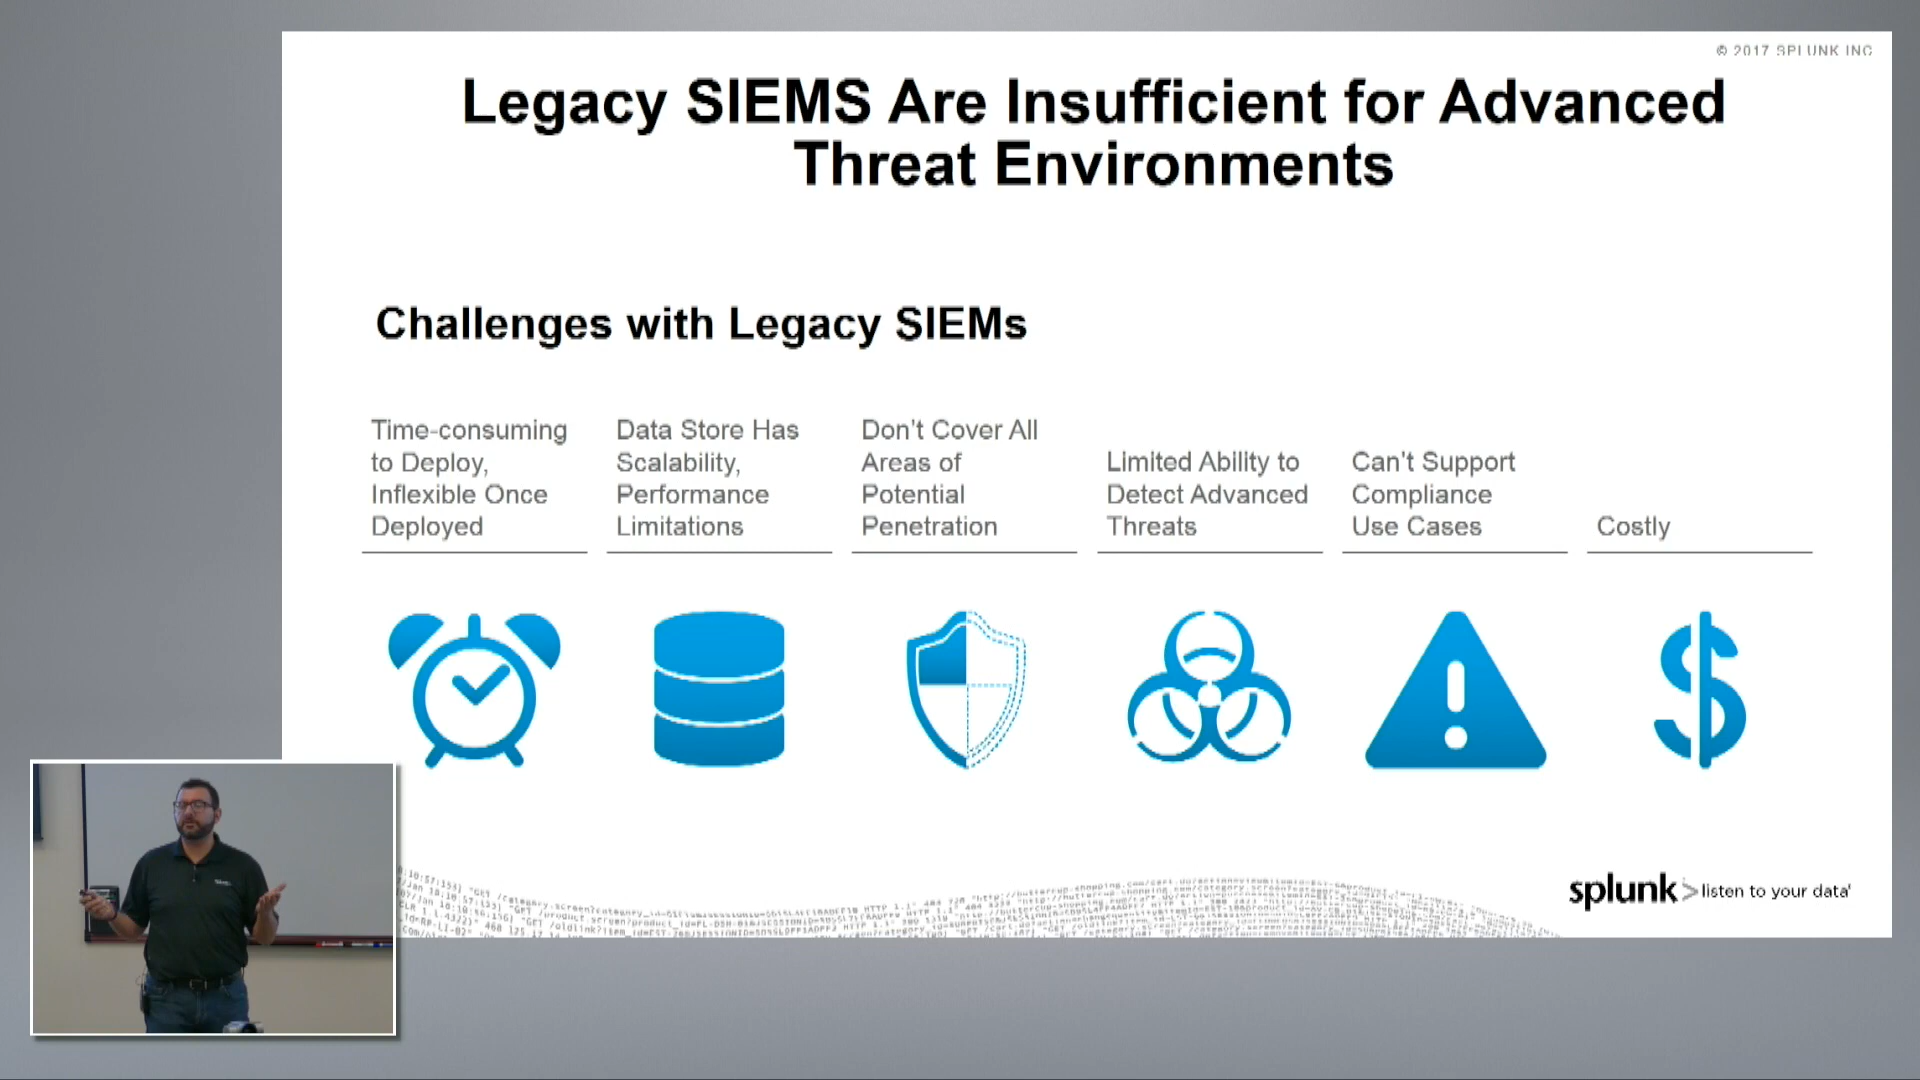 © 2017 SPLUNK INC
Legacy SIEMS Are Insufficient for Advanced
Threat Environments
Challenges with Legacy SIEMs
Time-consuming
to Deploy,
Inflexible Once
Deployed
Data Store Has
Scalability,
Performance
Limitations
Don't Cover All
Areas of
Potential
Penetration
Limited Ability to
Detect Advanced
Threats
Can't Support
Compliance
Use Cases
Costly
splunk> listen to your data